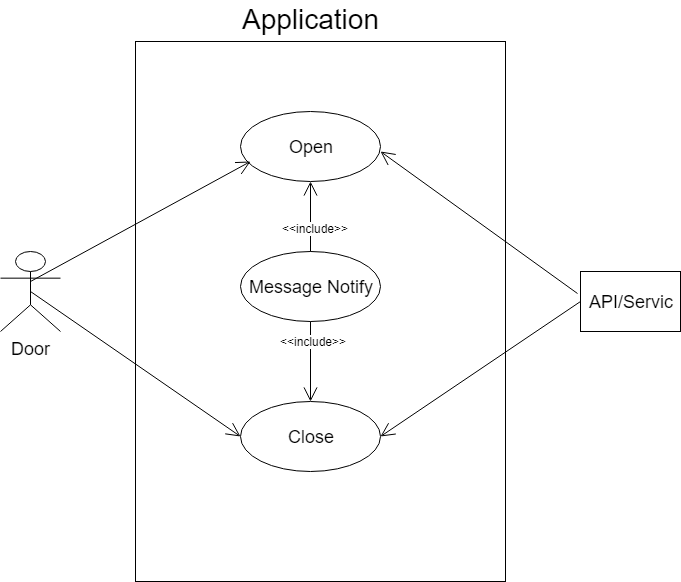 Application
Open
<<include>>
Message Notify
<<include>>
Close
Door
API/Servic